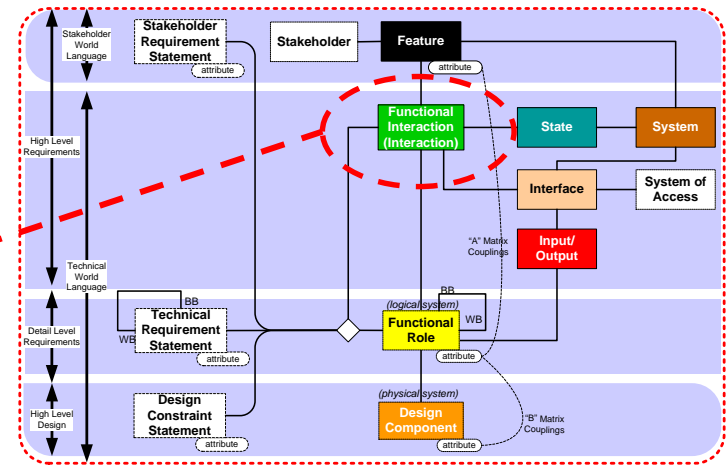 Stakeholder
World
Language
Stakeholder
Requirement
Statement
attribute
Stakeholder
Feature
attribute
High Level
Requirements
Functional
Interaction
(Interaction)
State
System
Interface
System of
Access
"A" Matrix
Couplings
Input/
Output
Technical
World
Language
Detail Level
Requirements
BB
WB
Technical
Requirement
Statement
attribute
(logical system)
BB
WB
Functional
Role
attribute
High Level
Design
Design
Constraint
Statement
attribute
(physical system)
Design
Component
attribute
"B" Matrix
Couplings